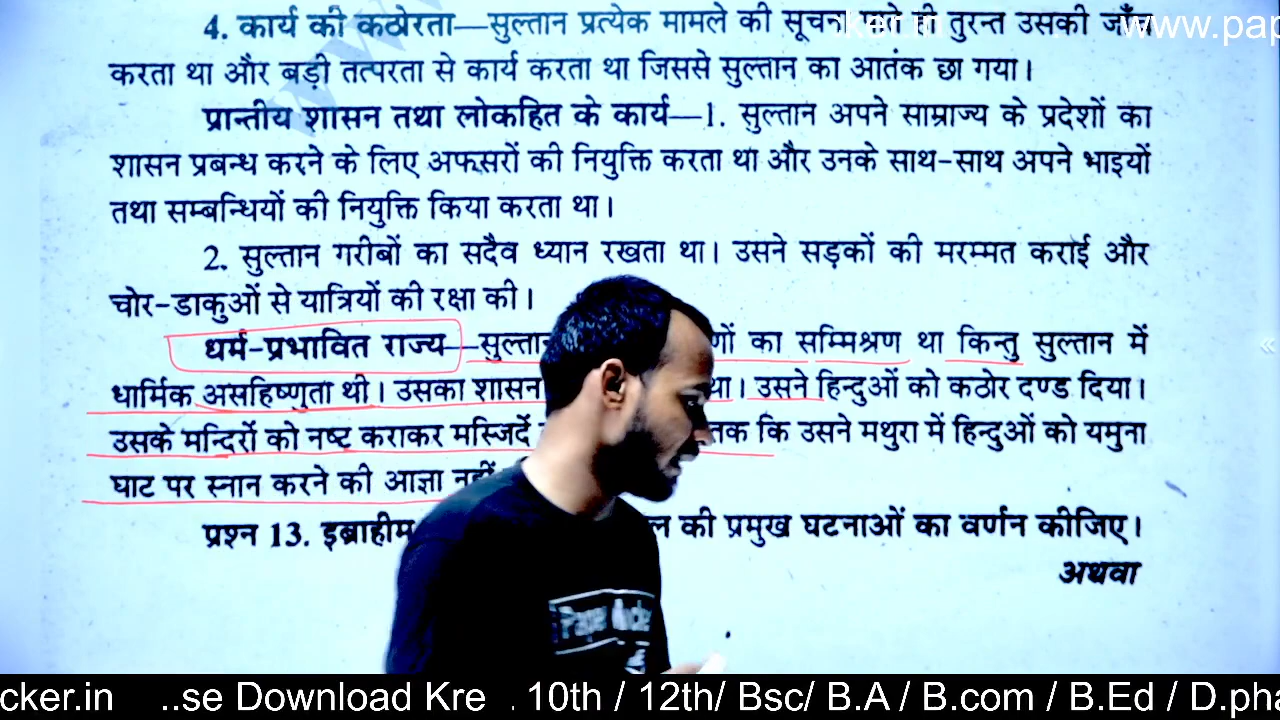 4. कार्य की कठोरता—सुल्तान प्रत्येक मामले की सूचना ही तुरन्त उसकी जाँच
www.pap
करता था और बड़ी तत्परता से कार्य करता था जिससे सुल्तान का आतंक छा गया।
प्रान्तीय शासन तथा लोकहित के कार्य—1. सुल्तान अपने साम्राज्य के प्रदेशों का
शासन प्रबन्ध करने के लिए अफसरों की नियुक्ति करता था और उनके साथ-साथ अपने भाइयों
तथा सम्बन्धियों की नियुक्ति किया करता था।
2. सुल्तान गरीबों का सदैव ध्यान रखता था। उसने सड़कों की मरम्मत कराई और
चोर-डाकुओं से यात्रियों की रक्षा की।
धर्म-प्रभावित राज्य—सुल्तान का सम्मिश्रण था किन्तु सुल्तान में
धार्मिक असहिष्णुता थी। उसका शासन था। उसने हिन्दुओं को कठोर दण्ड दिया।
उसके मन्दिरों को नष्ट कराकर मस्जिदें तक कि उसने मथुरा में हिन्दुओं को यमुना
घाट पर स्नान करने की आज्ञा नहीं
प्रश्न 13. इब्राहीम की प्रमुख घटनाओं का वर्णन कीजिए।
अथवा
cker.in ..se Download Kre . 10th / 12th/ Bsc/ B.A / B.com / B.Ed / D.pha